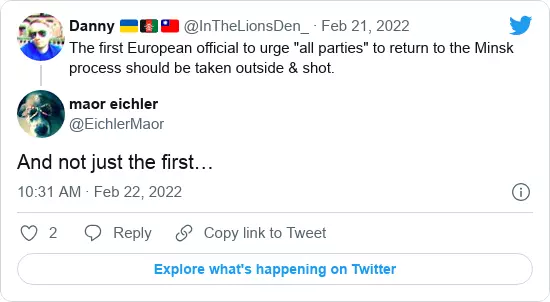 Danny 🇺🇦 🇦🇫 🇹🇼 @InTheLionsDen_ · Feb 21, 2022
The first European official to urge "all parties" to return to the Minsk
process should be taken outside & shot.
maor eichler
@EichlerMaor
And not just the first…
10:31 AM · Feb 22, 2022
2 Reply Copy link to Tweet
Explore what's happening on Twitter